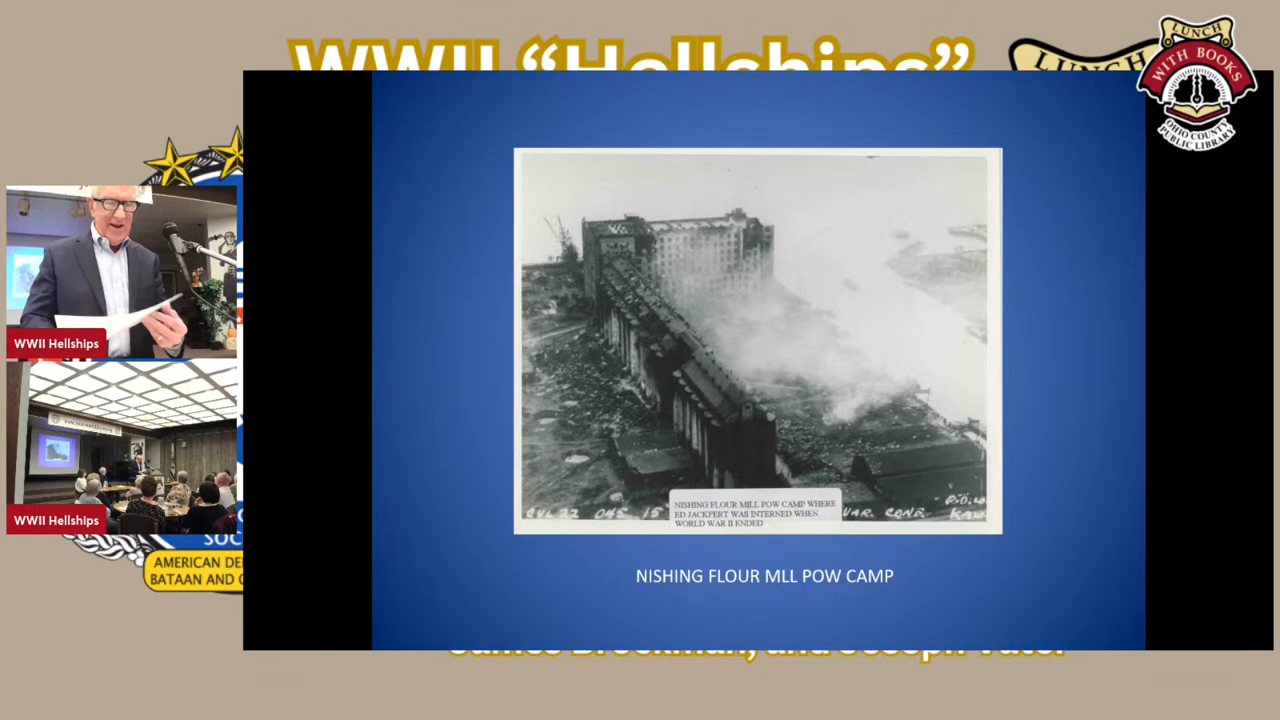 WWII “Hellships”
LUNCH
LUNCH
WITH BOOKS
OHIO COUNTY
PUBLIC LIBRARY
WWII Hellships
WWII Hellships
SOC
AMERICAN DE
BATAAN AND
NISHING FLOUR MILL POW CAMP WHERE
ED JACKFERT WAS INTERNED WHEN
WORLD WAR II ENDED
NISHING FLOUR MLL POW CAMP